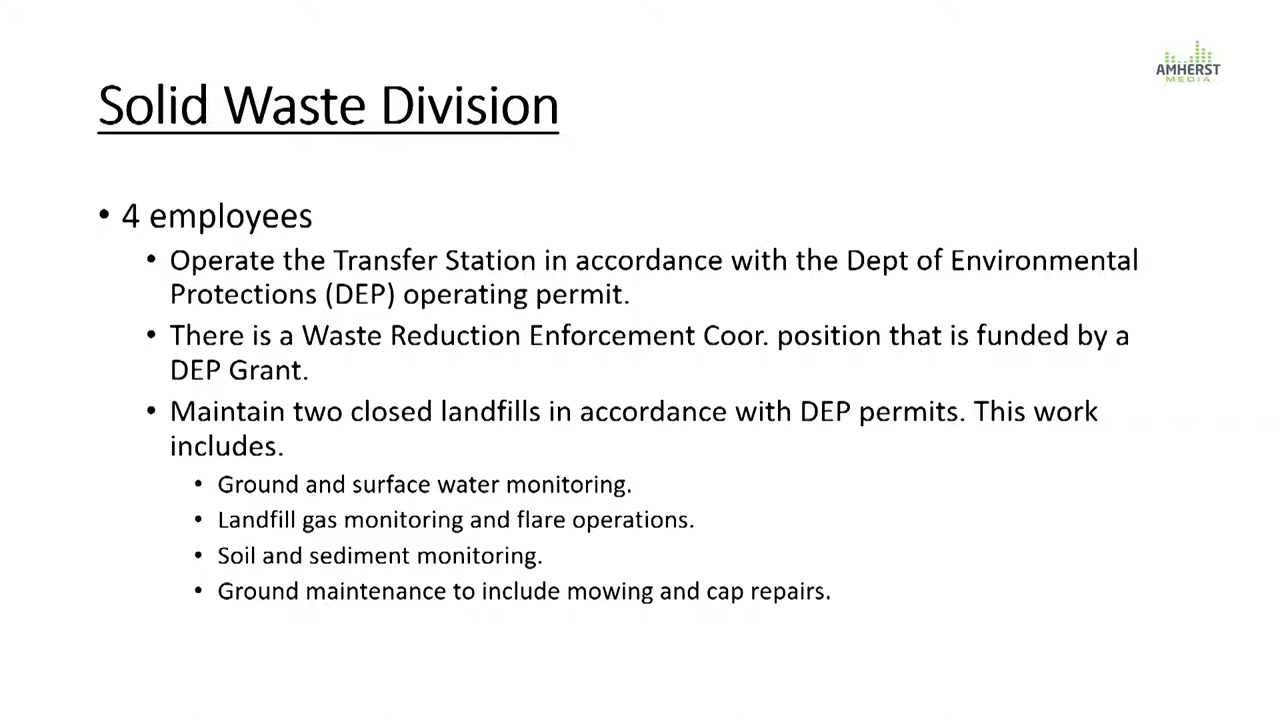 AMHERST
MEDIA
Solid Waste Division
• 4 employees
• Operate the Transfer Station in accordance with the Dept of Environmental
Protections (DEP) operating permit.
• There is a Waste Reduction Enforcement Coor. position that is funded by a
DEP Grant.
• Maintain two closed landfills in accordance with DEP permits. This work
includes.
• Ground and surface water monitoring.
• Landfill gas monitoring and flare operations.
• Soil and sediment monitoring.
• Ground maintenance to include mowing and cap repairs.